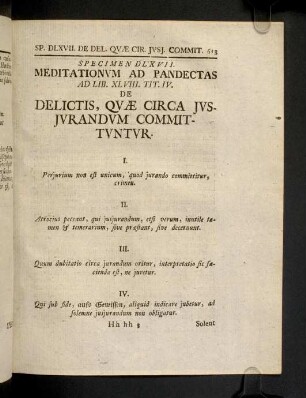 SP. DLXVII. DE DEL. QVÆ CIR. JVSJ. COMMIT. 613
SPECIMEN DLXVII.
MEDITATIONVM AD PANDECTAS
AD LIB. XLVIII. TIT. IV.
DE
DELICTIS, QVÆ CIRCA JVS-
JVRANDVM COMMIT-
TVNTVR.
I.
Perjurium non est unicum, quod jurando committitur,
crimen.
II.
Atrocius peccant, qui jusjurandum, etsi verum, inutile ta-
men & temerarium, sive præstant, sive deferunt.
III.
Quum dubitatio circa jurandum oritur, interpretatio sic fa-
cienda est, ne juretur.
IV.
Qui sub fide, aufs Gewissen, aliquid indicare jubetur, ad
solemne jusjurandum non obligatur.
Hh hh 3
Solent